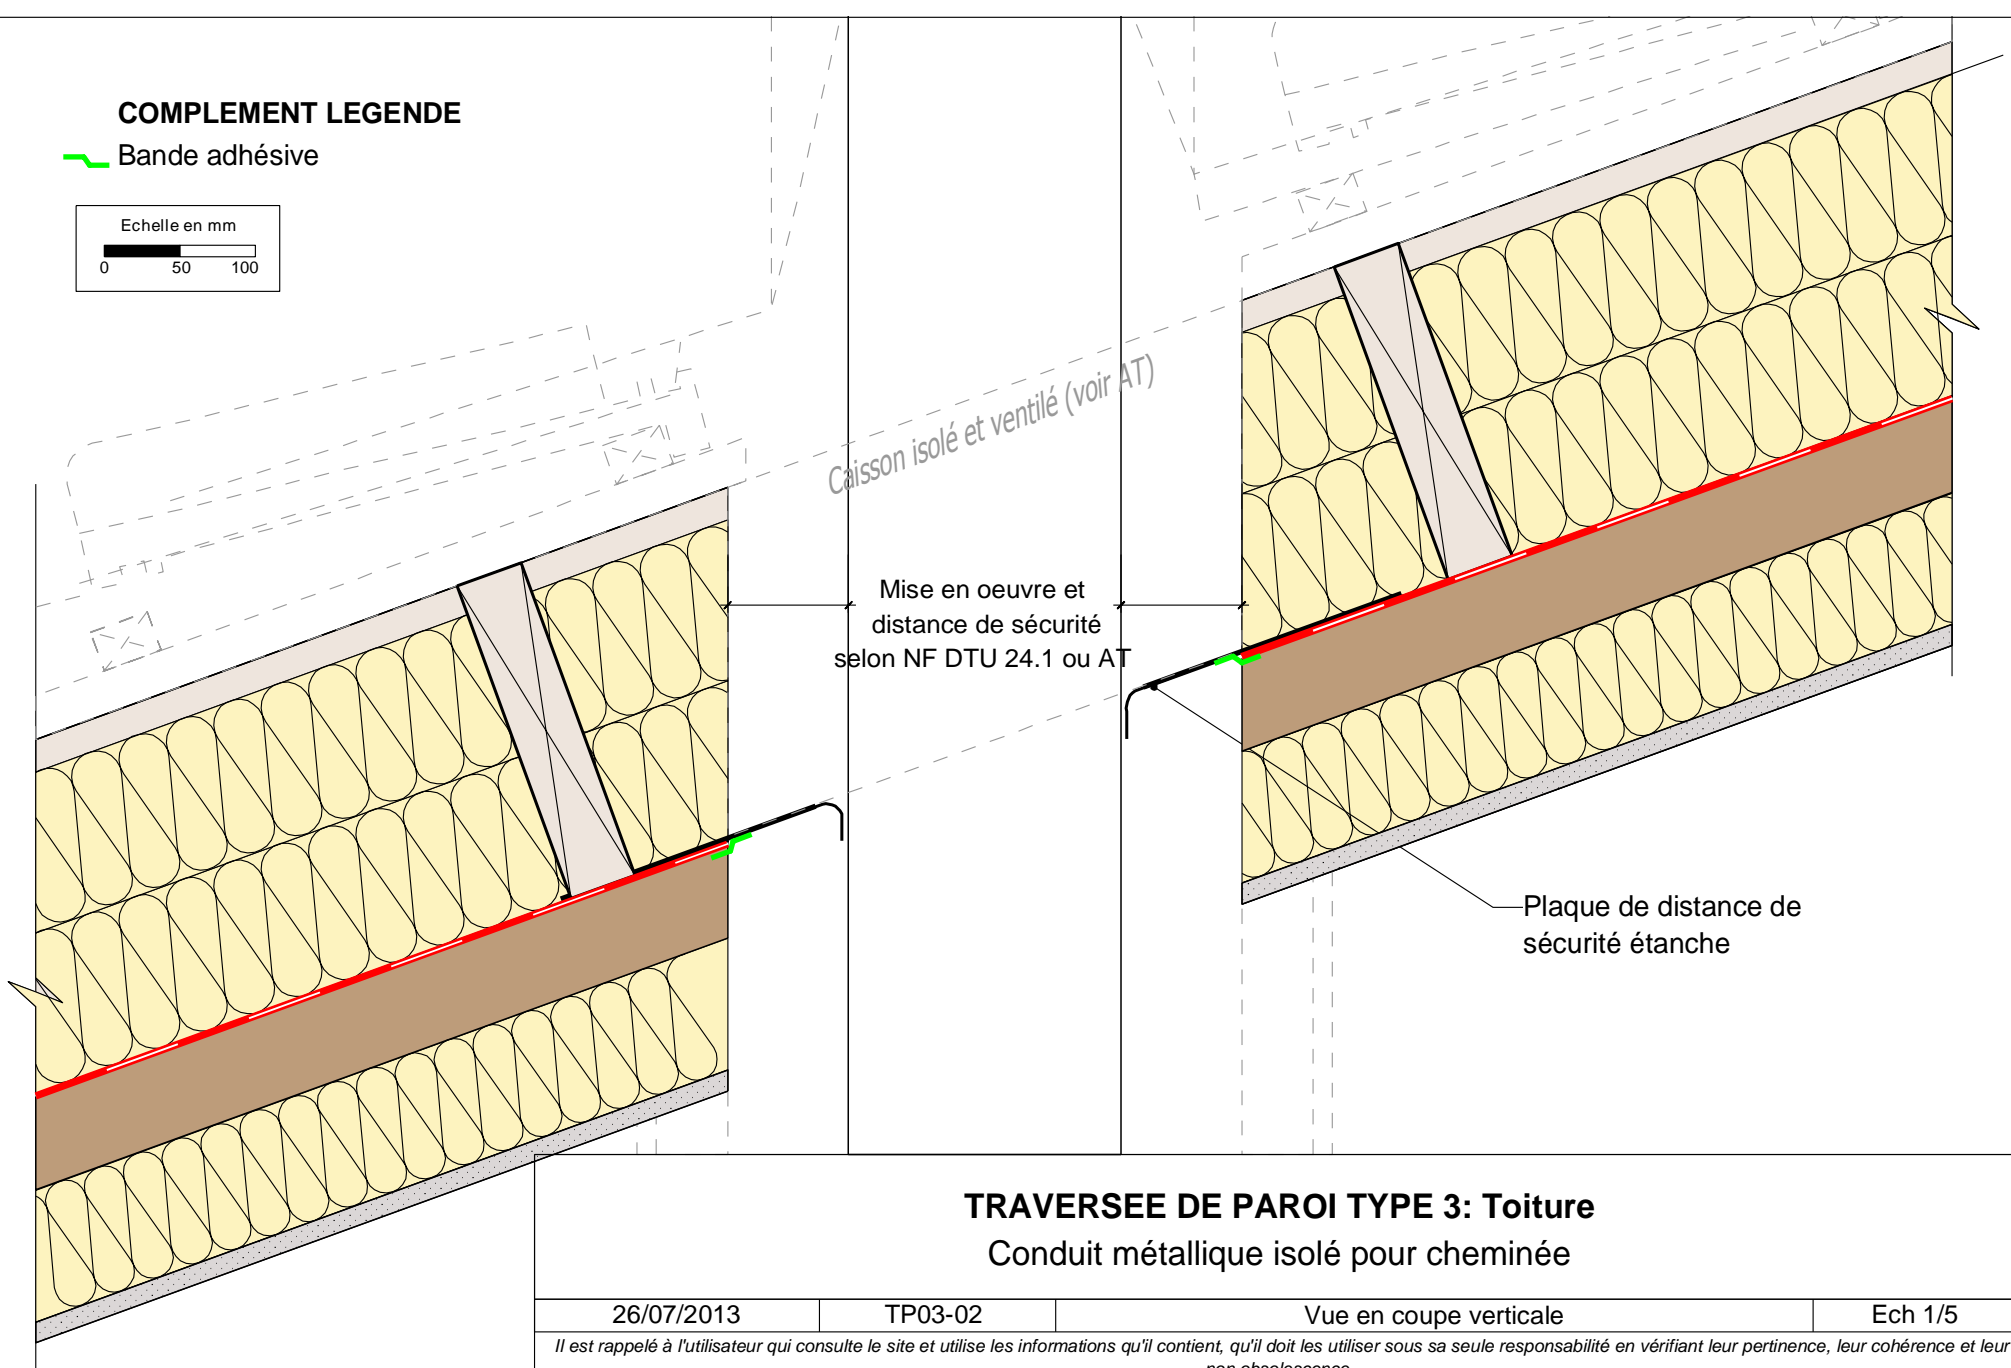 COMPLEMENT LEGENDE
Bande adhésive
Echelle en mm
0 50 100
Caisson isolé et ventilé (voir AT)
Mise en oeuvre et
distance de sécurité
selon NF DTU 24.1 ou AT
Plaque de distance de
sécurité étanche
TRAVERSEE DE PAROI TYPE 3: Toiture
Conduit métallique isolé pour cheminée
26/07/2013 TP03-02 Vue en coupe verticale Ech 1/5
Il est rappelé à l'utilisateur qui consulte le site et utilise les informations qu'il contient, qu'il doit les utiliser sous sa seule responsabilité en vérifiant leur pertinence, leur cohérence et leur
non obsolescence